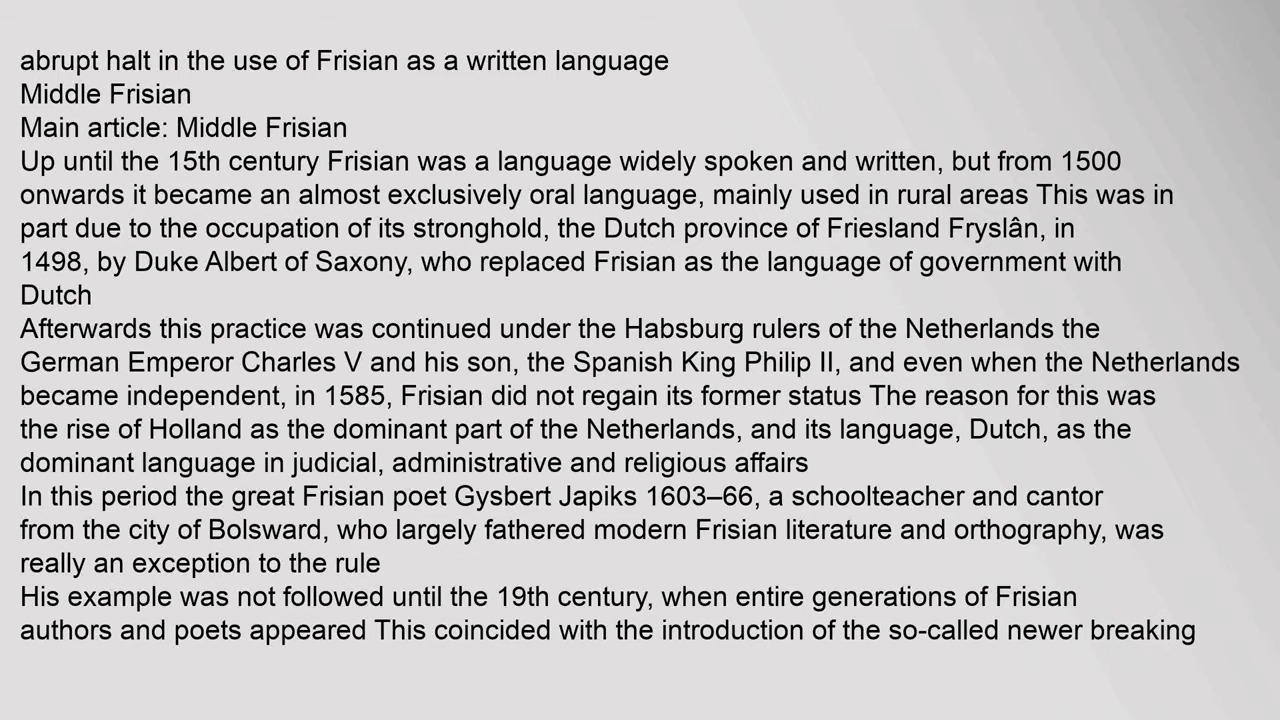 abrupt halt in the use of Frisian as a written language
Middle Frisian
Main article: Middle Frisian
Up until the 15th century Frisian was a language widely spoken and written, but from 1500
onwards it became an almost exclusively oral language, mainly used in rural areas This was in
part due to the occupation of its stronghold, the Dutch province of Friesland Fryslân, in
1498, by Duke Albert of Saxony, who replaced Frisian as the language of government with
Dutch
Afterwards this practice was continued under the Habsburg rulers of the Netherlands the
German Emperor Charles V and his son, the Spanish King Philip II, and even when the Netherlands
became independent, in 1585, Frisian did not regain its former status The reason for this was
the rise of Holland as the dominant part of the Netherlands, and its language, Dutch, as the
dominant language in judicial, administrative and religious affairs
In this period the great Frisian poet Gysbert Japiks 1603–66, a schoolteacher and cantor
from the city of Bolsward, who largely fathered modern Frisian literature and orthography, was
really an exception to the rule
His example was not followed until the 19th century, when entire generations of Frisian
authors and poets appeared This coincided with the introduction of the so-called newer breaking